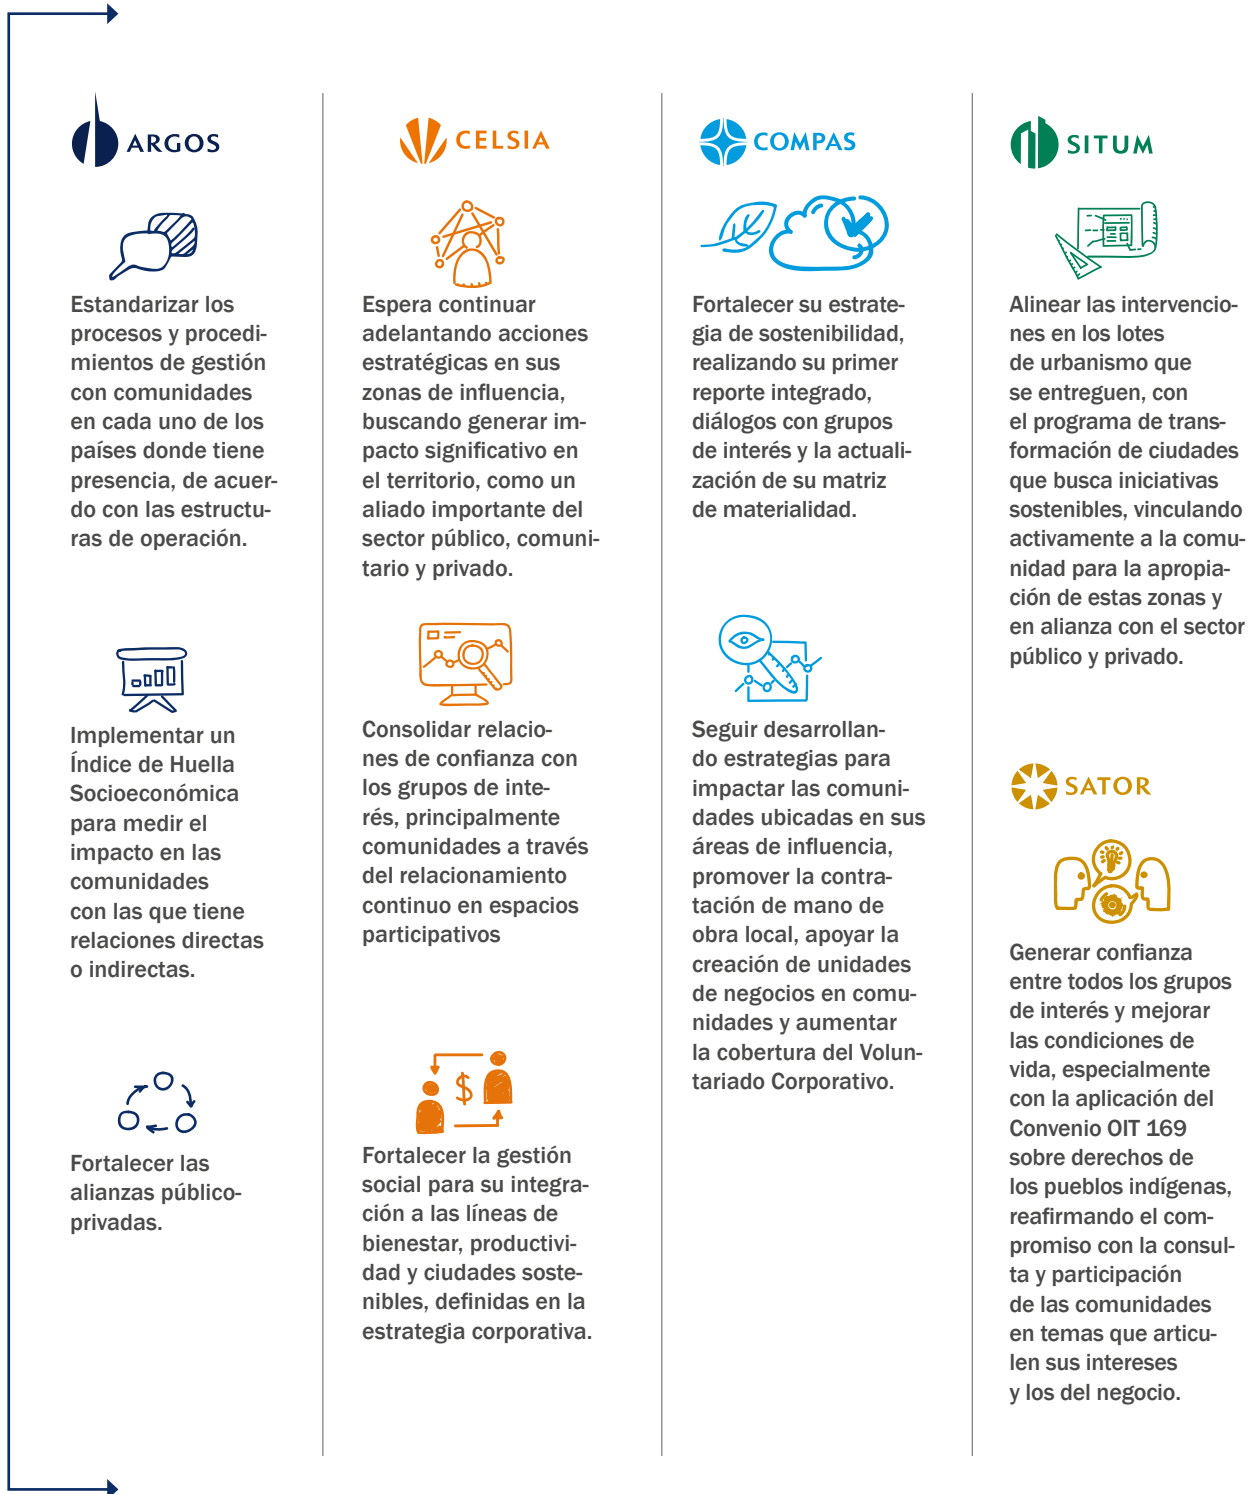 ARGOS
Estandarizar los
procesos y procedi-
mientos de gestión
con comunidades
en cada uno de los
países donde tiene
presencia, de acuer-
do con las estructu-
ras de operación.
Implementar un
Índice de Huella
Socioeconómica
para medir el
impacto en las
comunidades
con las que tiene
relaciones directas
o indirectas.
Fortalecer las
alianzas público-
privadas.
CELSIA
Espera continuar
adelantando acciones
estratégicas en sus
zonas de influencia,
buscando generar im-
pacto significativo en
el territorio, como un
aliado importante del
sector público, comuni-
tario y privado.
Consolidar relacio-
nes de confianza con
los grupos de inte-
rés, principalmente
comunidades a través
del relacionamiento
continuo en espacios
participativos
$
Fortalecer la gestión
social para su integra-
ción a las líneas de
bienestar, productivi-
dad y ciudades soste-
nibles, definidas en la
estrategia corporativa.
COMPAS
Fortalecer su estrate-
gia de sostenibilidad,
realizando su primer
reporte integrado,
diálogos con grupos
de interés y la actuali-
zación de su matriz
de materialidad.
Seguir desarrollan-
do estrategias para
impactar las comuni-
dades ubicadas en sus
áreas de influencia,
promover la contra-
tación de mano de
obra local, apoyar la
creación de unidades
de negocios en comu-
nidades y aumentar
la cobertura del Volun-
tariado Corporativo.
SITUM
Alinear las intervencio-
nes en los lotes
de urbanismo que
se entreguen, con
el programa de trans-
formación de ciudades
que busca iniciativas
sostenibles, vinculando
activamente a la comu-
nidad para la apropia-
ción de estas zonas y
en alianza con el sector
público y privado.
SATOR
Generar confianza
entre todos los grupos
de interés y mejorar
las condiciones de
vida, especialmente
con la aplicación del
Convenio OIT 169
sobre derechos de
los pueblos indígenas,
reafirmando el com-
promiso con la consul-
ta y participación
de las comunidades
en temas que articu-
len sus intereses
y los del negocio.